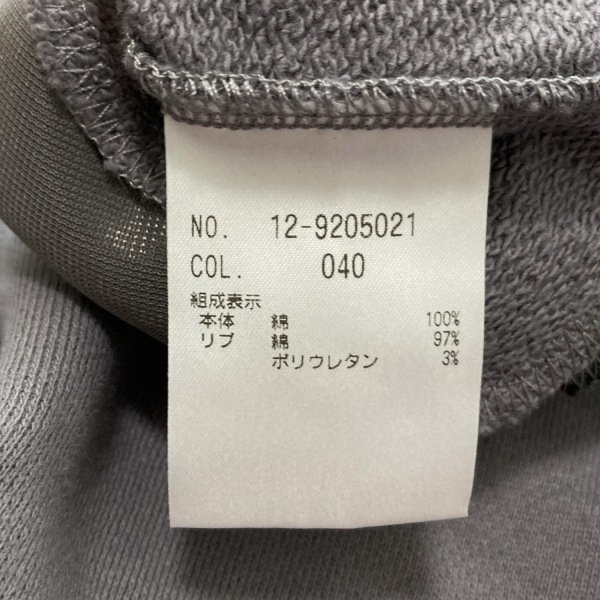 NO. 12-9205021
COL. 040
組成表示
本体 綿 100%
リブ 綿 97%
ポリウレタン 3%